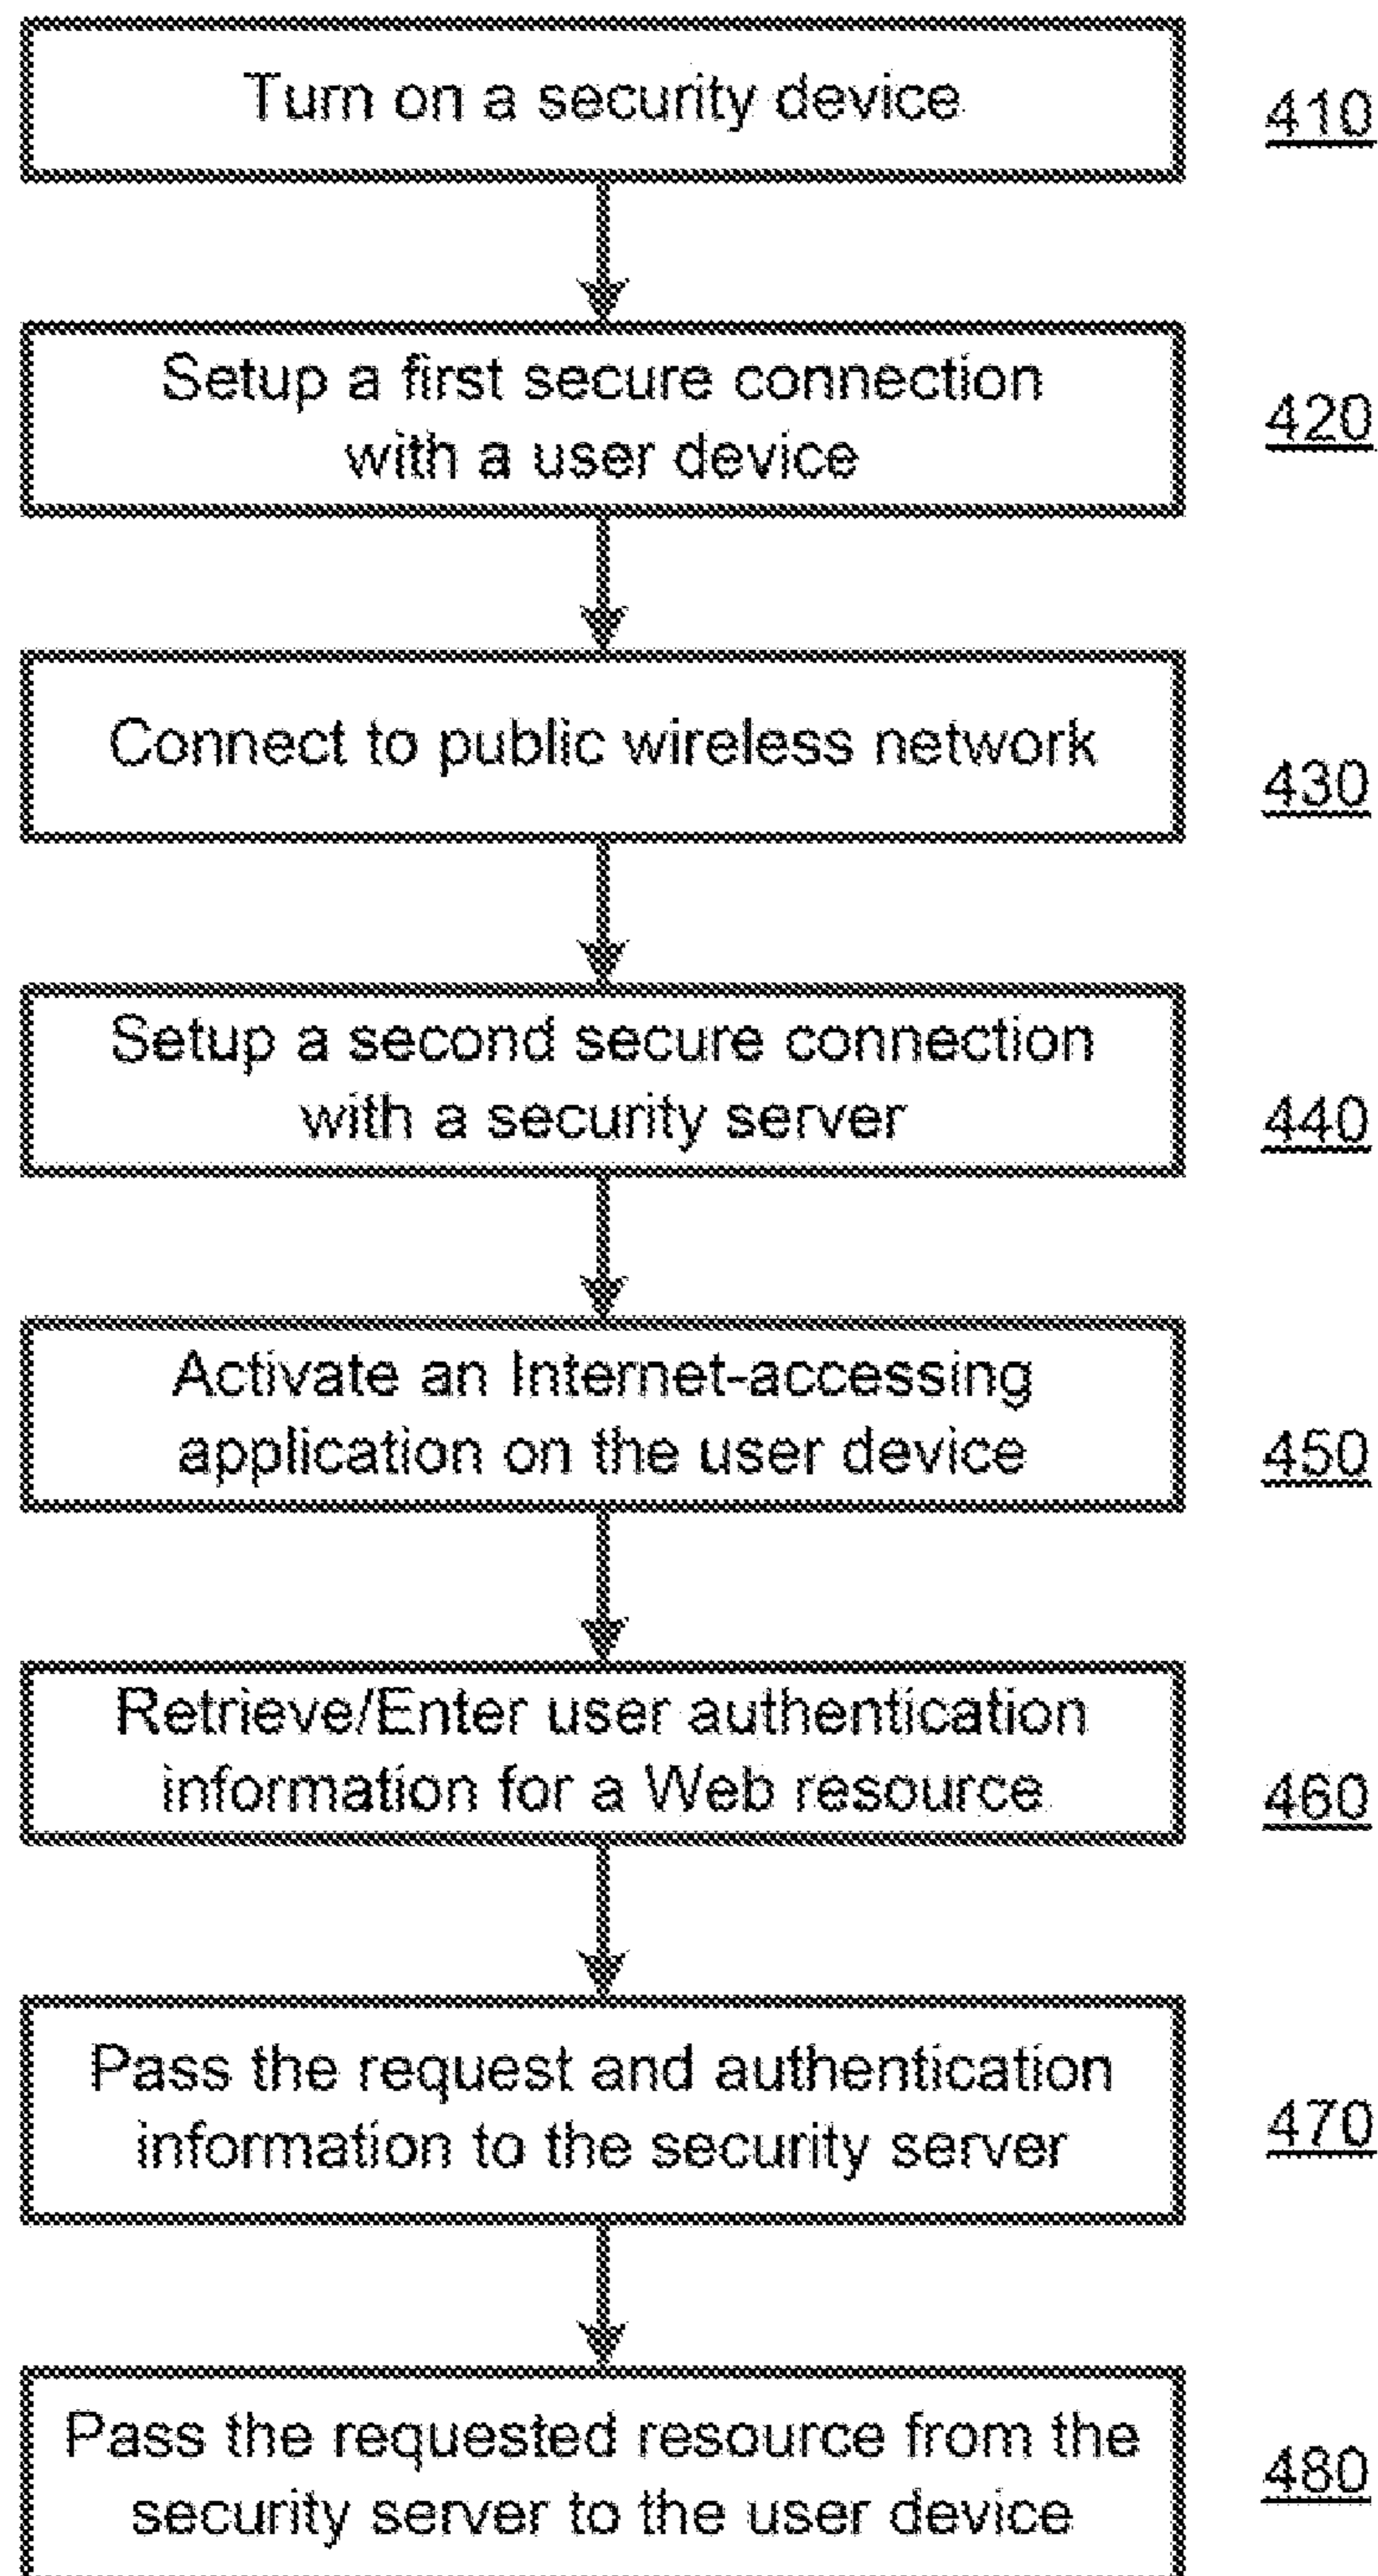 Turn on a security device
410
Setup a first secure connection
with a user device
420
Connect to public wireless network
430
Setup a second secure connection
with a security server
440
Activate an Internet-accessing
application on the user device
450
Retrieve/Enter user authentication
information for a Web resource
460
Pass the request and authentication
information to the security server
470
Pass the requested resource from the
security server to the user device
480